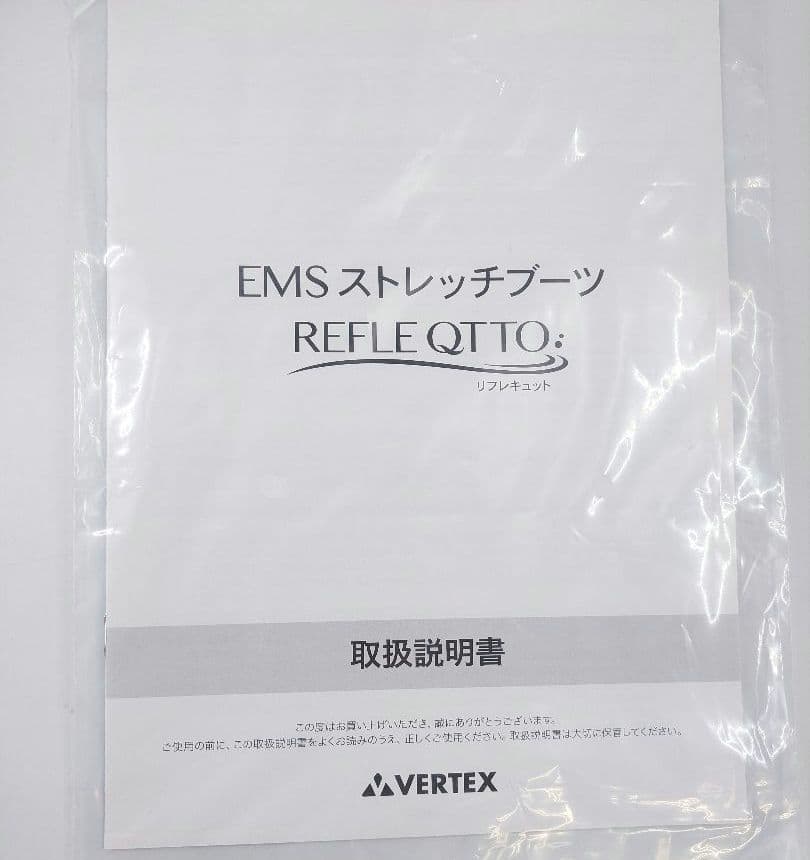 EMS ストレッチブーツ
REFLE QTTO:
リフレキュット
取扱説明書
この度はお買い上げいただき、誠にありがとうございます。
ご使用の前に、この取扱説明書をよくお読みのうえ、正しくご使用ください。取扱説明書は大切に保管してください。
VERTEX